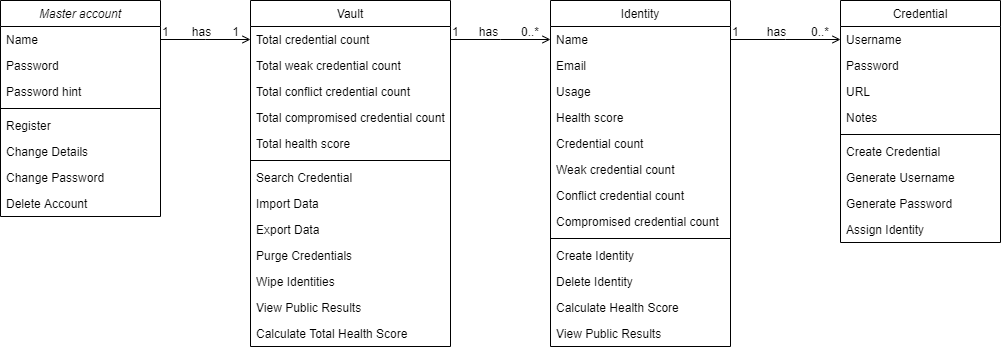 Master account
Name
Password
Password hint
Register
Change Details
Change Password
Delete Account
1 has 1
Vault
Total credential count
Total weak credential count
Total conflict credential count
Total compromised credential count
Total health score
Search Credential
Import Data
Export Data
Purge Credentials
Wipe Identities
View Public Results
Calculate Total Health Score
1 has 0..*
Identity
Name
Email
Usage
Health score
Credential count
Weak credential count
Conflict credential count
Compromised credential count
Create Identity
Delete Identity
Calculate Health Score
View Public Results
1 has 0..*
Credential
Username
Password
URL
Notes
Create Credential
Generate Username
Generate Password
Assign Identity